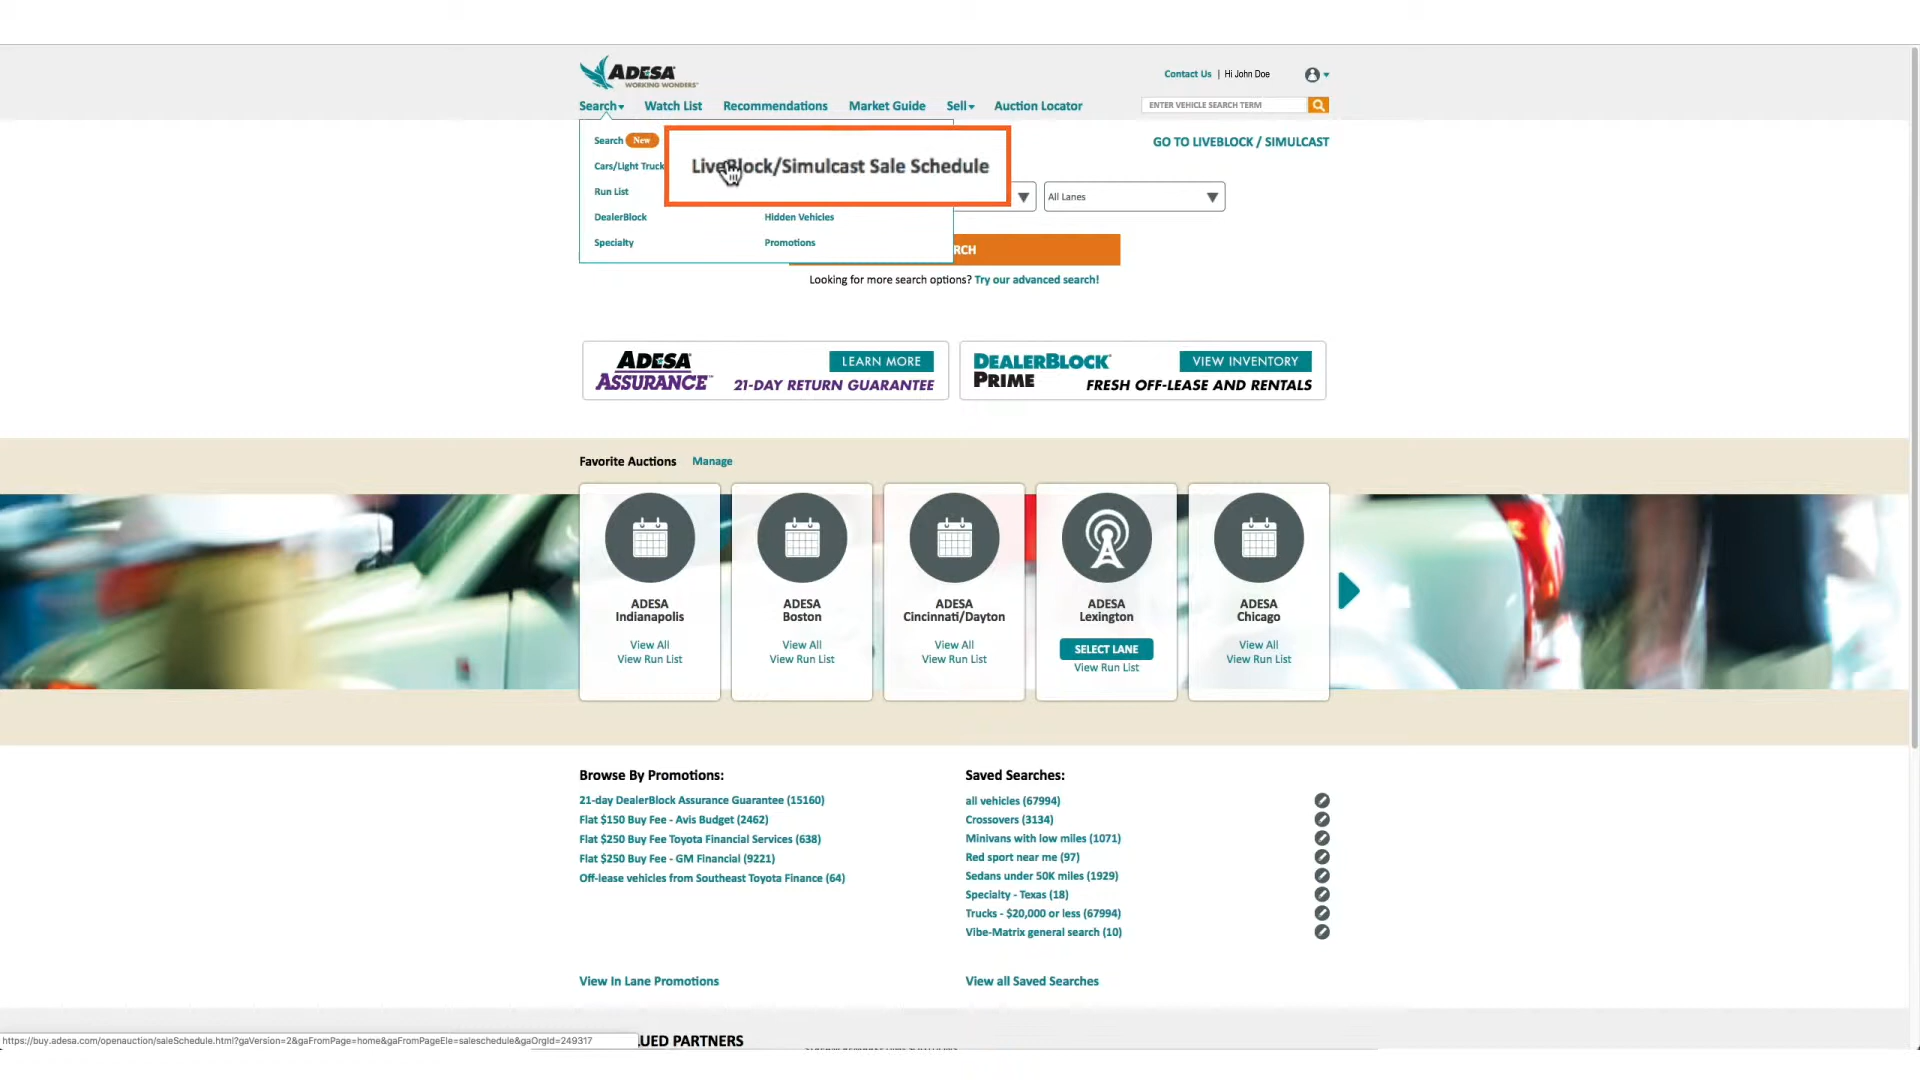 ADESA
WORKING WONDERS
Contact Us | Hi John Doe
Search Watch List Recommendations Market Guide Sell Auction Locator
ENTER VEHICLE SEARCH TERM
Search New
GO TO LIVEBLOCK / SIMULCAST
Cars/Light Truck
LiveBlock/Simulcast Sale Schedule
Run List
All Lanes
DealerBlock Hidden Vehicles
Specialty Promotions
RCH
Looking for more search options? Try our advanced search!
ADESA ASSURANCE LEARN MORE
21-DAY RETURN GUARANTEE
DEALERBLOCK PRIME VIEW INVENTORY
FRESH OFF-LEASE AND RENTALS
Favorite Auctions Manage
ADESA Indianapolis
View All
View Run List
ADESA Boston
View All
View Run List
ADESA Cincinnati/Dayton
View All
View Run List
ADESA Lexington
SELECT LANE
View Run List
ADESA Chicago
View All
View Run List
Browse By Promotions:
21-day DealerBlock Assurance Guarantee (15160)
Flat $150 Buy Fee - Avis Budget (2462)
Flat $250 Buy Fee Toyota Financial Services (638)
Flat $250 Buy Fee - GM Financial (9221)
Off-lease vehicles from Southeast Toyota Finance (64)
View In Lane Promotions
Saved Searches:
all vehicles (67994)
Crossovers (3134)
Minivans with low miles (1071)
Red sport near me (97)
Sedans under 50K miles (1929)
Specialty - Texas (18)
Trucks - $20,000 or less (67994)
Vibe-Matrix general search (10)
View all Saved Searches
https://buy.adesa.com/openauction/saleSchedule.html?gaVersion=2&gaFromPage=home&gaFromPageEle=saleschedule&gaOrgId=249317
LUED PARTNERS